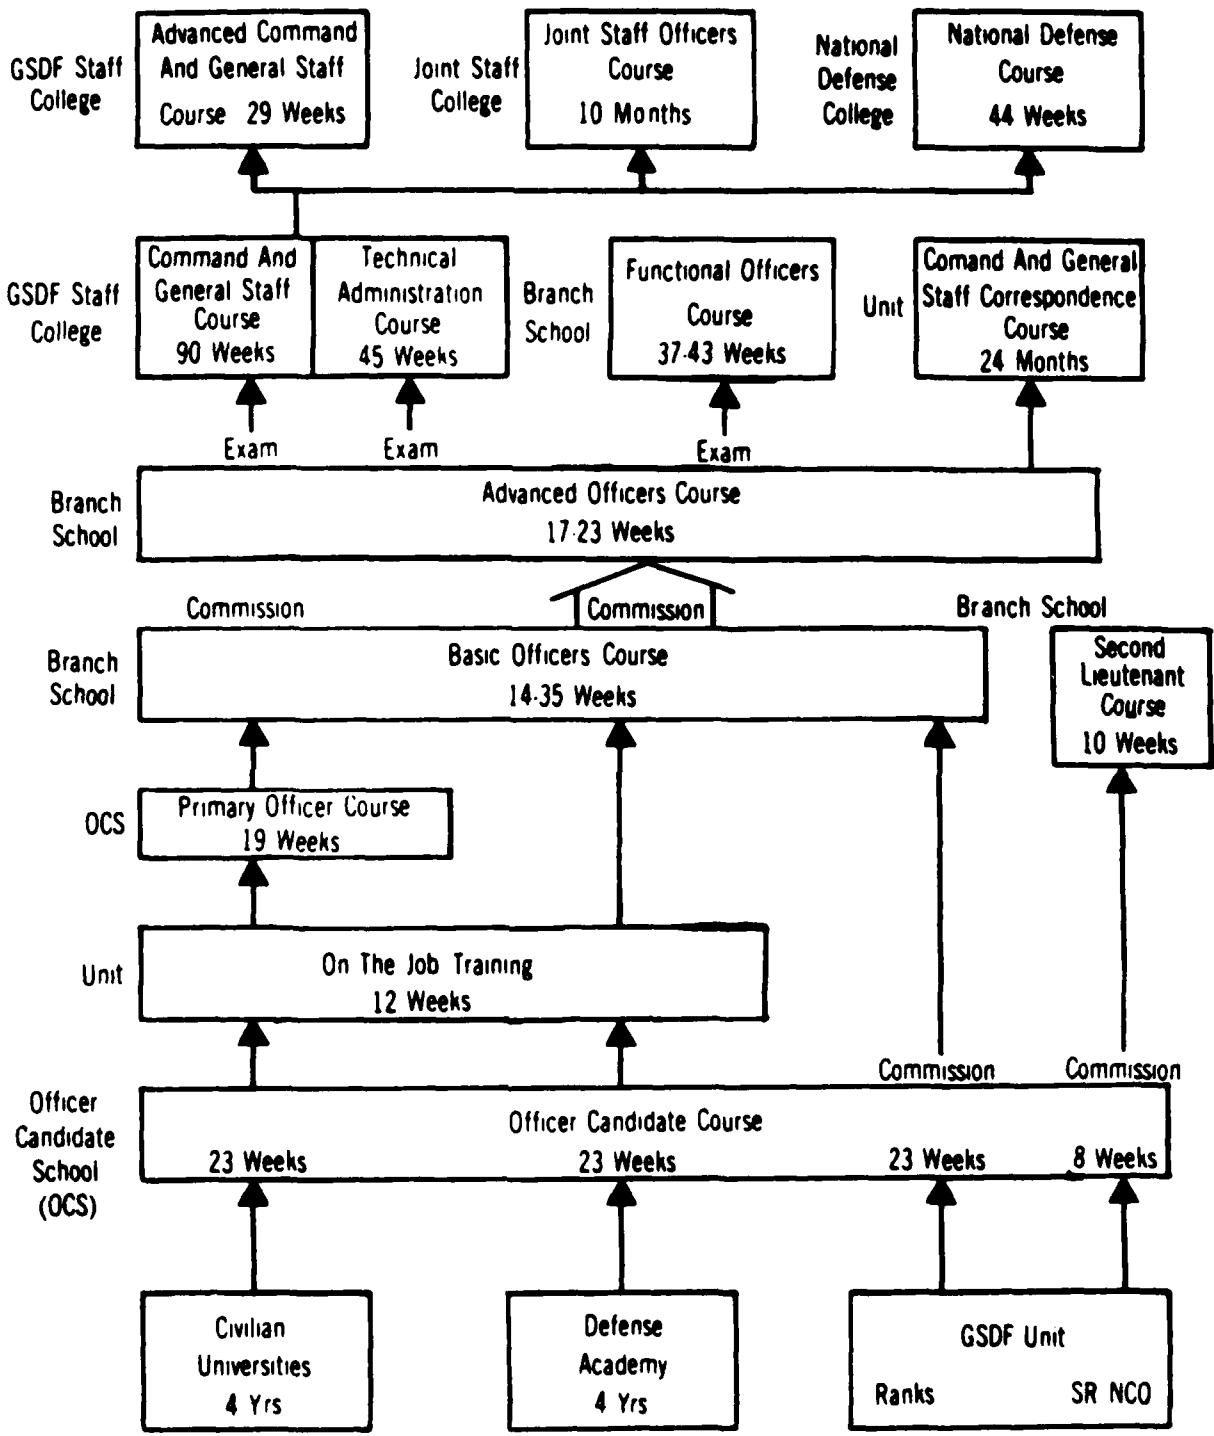 GSDF Staff
College
Advanced Command
And General Staff
Course 29 Weeks
Joint Staff
College
Joint Staff Officers
Course
10 Months
National
Defense
College
National Defense
Course
44 Weeks
GSDF Staff
College
Command And
General Staff
Course
90 Weeks
Technical
Administration
Course
45 Weeks
Branch
School
Functional Officers
Course
37-43 Weeks
Unit
Comand And General
Staff Correspondence
Course
24 Months
Exam
Exam
Exam
Branch
School
Advanced Officers Course
17-23 Weeks
Commission
Commission
Branch School
Branch
School
Basic Officers Course
14-35 Weeks
Second
Lieutenant
Course
10 Weeks
OCS
Primary Officer Course
19 Weeks
Unit
On The Job Training
12 Weeks
Commission
Commission
Officer
Candidate
School
(OCS)
Officer Candidate Course
23 Weeks
23 Weeks
23 Weeks
8 Weeks
Civilian
Universities
4 Yrs
Defense
Academy
4 Yrs
GSDF Unit
Ranks
SR NCO